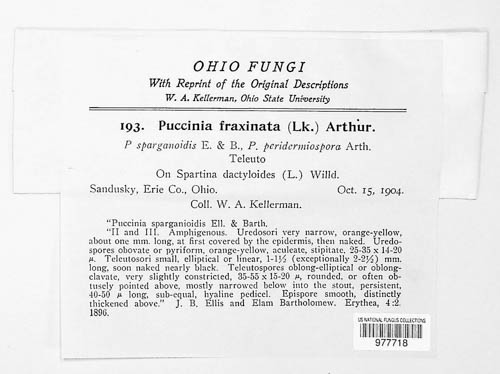 OHIO FUNGI
With Reprint of the Original Descriptions
W. A. Kellerman, Ohio State University
193. Puccinia fraxinata (Lk.) Arthur.
P sparganoidis E. & B., P. peridermiospora Arth.
Teleuto
On Spartina dactyloides (L.) Willd.
Sandusky, Erie Co., Ohio. Oct. 15, 1904.
Coll. W. A. Kellerman.
"Puccinia sparganioidis Ell. & Barth.
"II and III. Amphigenous. Uredosori very narrow, orange-yellow,
about one mm. long, at first covered by the epidermis, then naked. Uredo-
spores obovate or pyriform, orange-yellow, aculeate, stipitate, 25-35 x 14-20
µ. Teleutosori small, elliptical or linear, 1-1½ (exceptionally 2-2½) mm.
long, soon naked nearly black. Teleutospores oblong-elliptical or oblong-
clavate, very slightly constricted, 35-55 x 15-20 µ, rounded, or often ob-
tusely pointed above, mostly narrowed below into the stout, persistent,
40-50 µ long, sub-equal, hyaline pedicel. Epispore smooth, distinctly
thickened above." J. B. Ellis and Elam Bartholomew. Erythea, 4:2.
1896.
US NATIONAL FUNGUS COLLECTIONS
977718